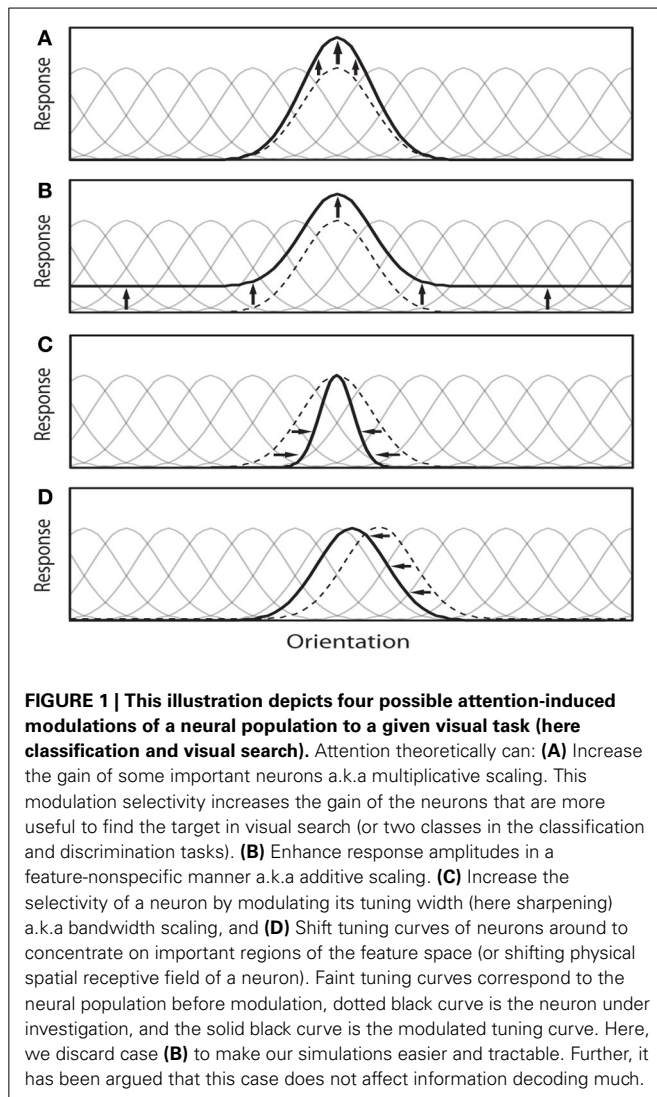 A
Response
B
Response
C
Response
D
Response
Orientation
FIGURE 1 | This illustration depicts four possible attention-induced
modulations of a neural population to a given visual task (here
classification and visual search). Attention theoretically can: (A) Increase
the gain of some important neurons a.k.a multiplicative scaling. This
modulation selectivity increases the gain of the neurons that are more
useful to find the target in visual search (or two classes in the classification
and discrimination tasks). (B) Enhance response amplitudes in a
feature-nonspecific manner a.k.a additive scaling. (C) Increase the
selectivity of a neuron by modulating its tuning width (here sharpening)
a.k.a bandwidth scaling, and (D) Shift tuning curves of neurons around to
concentrate on important regions of the feature space (or shifting physical
spatial receptive field of a neuron). Faint tuning curves correspond to the
neural population before modulation, dotted black curve is the neuron under
investigation, and the solid black curve is the modulated tuning curve. Here,
we discard case (B) to make our simulations easier and tractable. Further, it
has been argued that this case does not affect information decoding much.